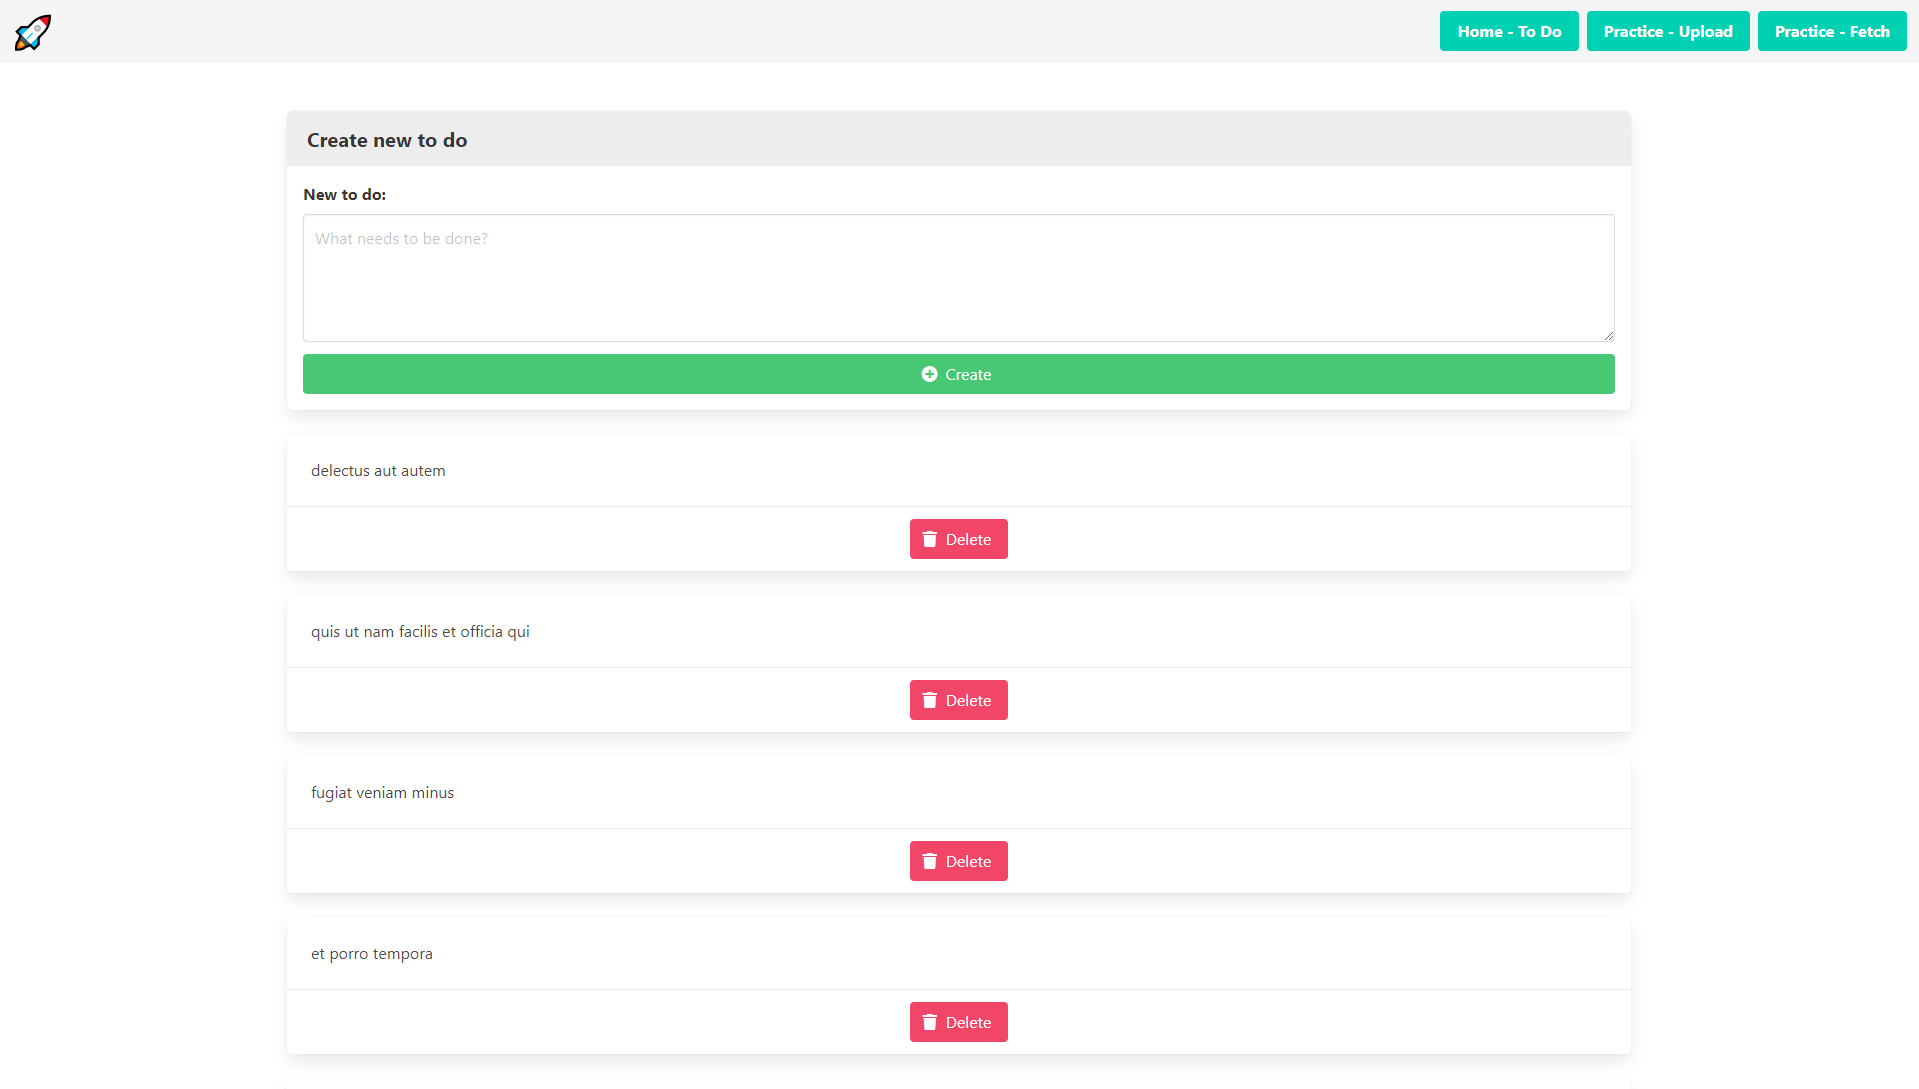 Home - To Do
Practice - Upload
Practice - Fetch
Create new to do
New to do:
What needs to be done?
Create
delectus aut autem
Delete
quis ut nam facilis et officia qui
Delete
fugiat veniam minus
Delete
et porro tempora
Delete